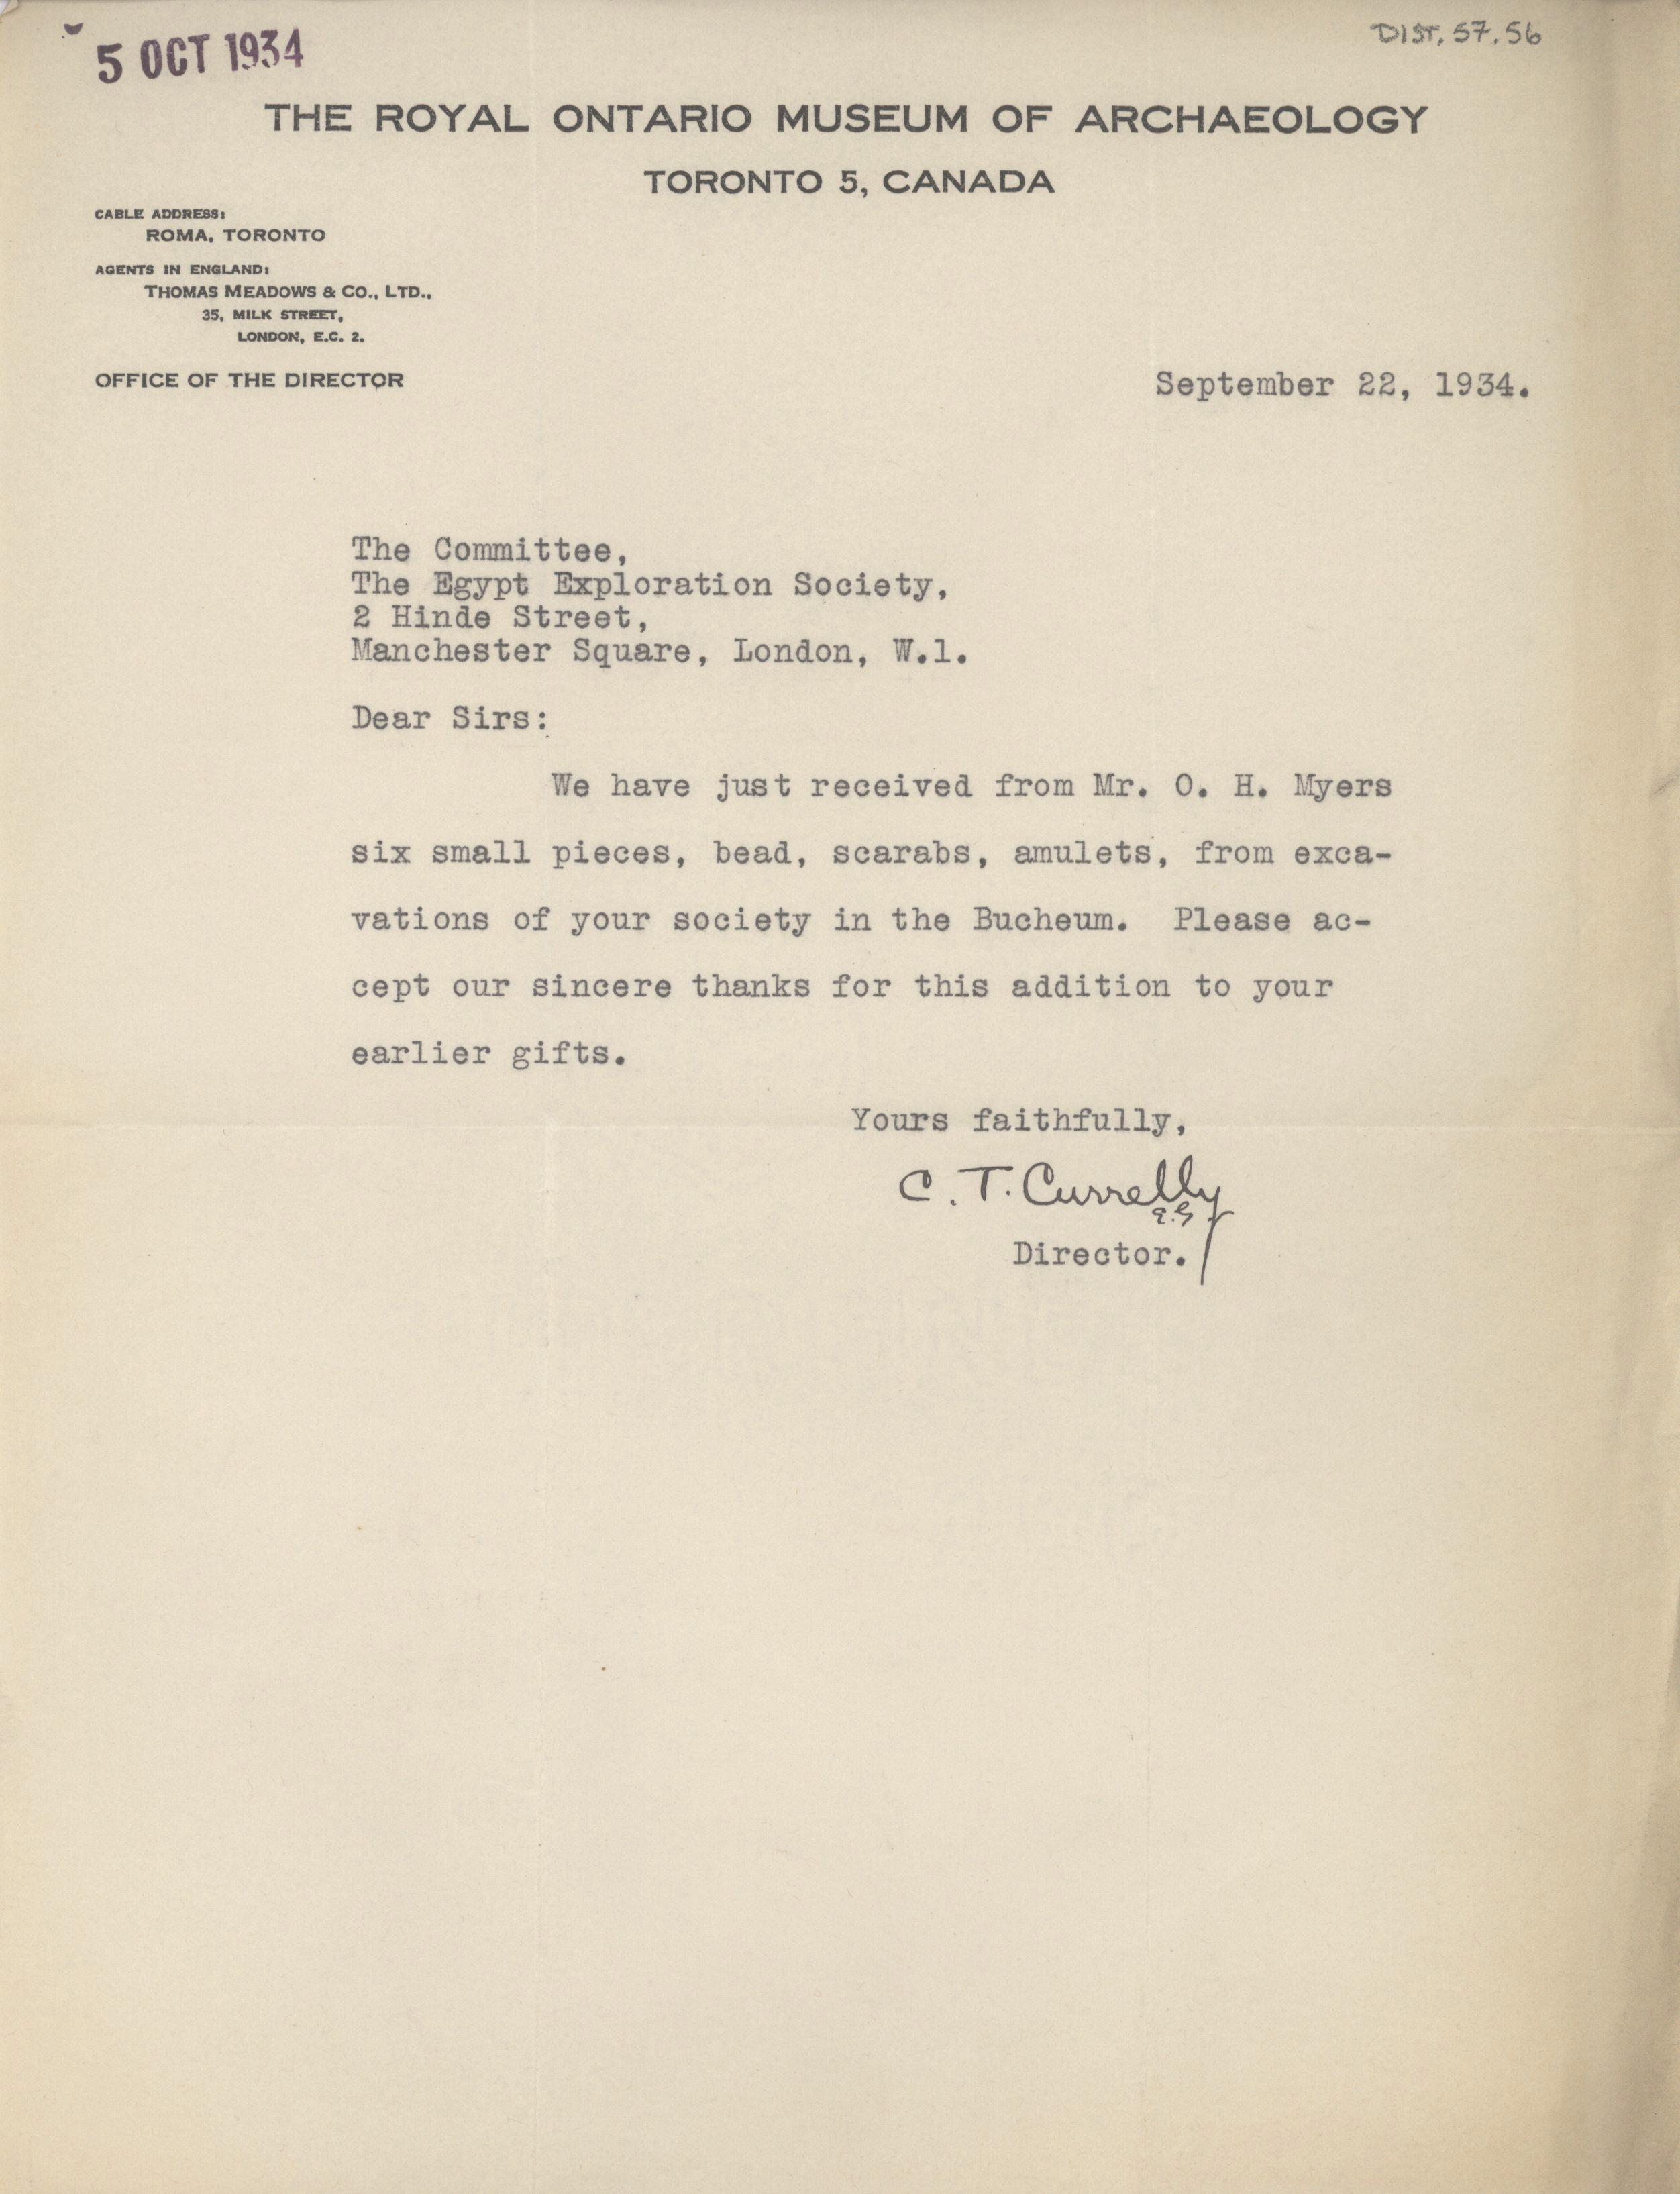 5 OCT 1934
DIST. 57.56
THE ROYAL ONTARIO MUSEUM OF ARCHAEOLOGY
TORONTO 5, CANADA
CABLE ADDRESS:
ROMA, TORONTO
AGENTS IN ENGLAND:
THOMAS MEADOWS & CO., LTD.,
35, MILK STREET,
LONDON, E.C. 2.
OFFICE OF THE DIRECTOR
September 22, 1934.
The Committee,
The Egypt Exploration Society,
2 Hinde Street,
Manchester Square, London, W.1.
Dear Sirs:
We have just received from Mr. O. H. Myers
six small pieces, bead, scarabs, amulets, from exca-
vations of your society in the Bucheum. Please ac-
cept our sincere thanks for this addition to your
earlier gifts.
Yours faithfully,
C. T. Currelly
Director.